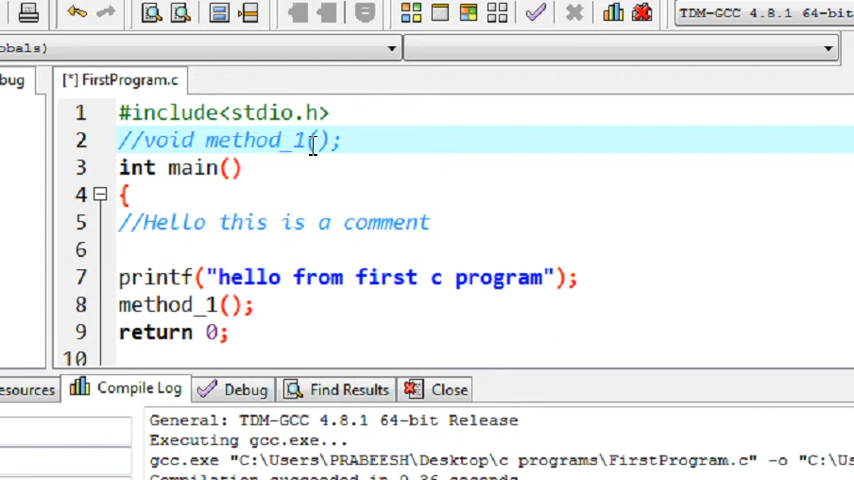 TDM-GCC 4.8.1 64-bit
obals)
bug
[*] FirstProgram.c
1 #include<stdio.h>
2 //void method_1();
3 int main()
4 {
5 //Hello this is a comment
6
7 printf("hello from first c program");
8 method_1();
9 return 0;
10
esources Compile Log Debug Find Results Close
General: TDM-GCC 4.8.1 64-bit Release
Executing gcc.exe...
gcc.exe "C:\Users\PRABEESH\Desktop\c programs\FirstProgram.c" -o "C:\Us
Compilation succeeded in 0.36 seconds